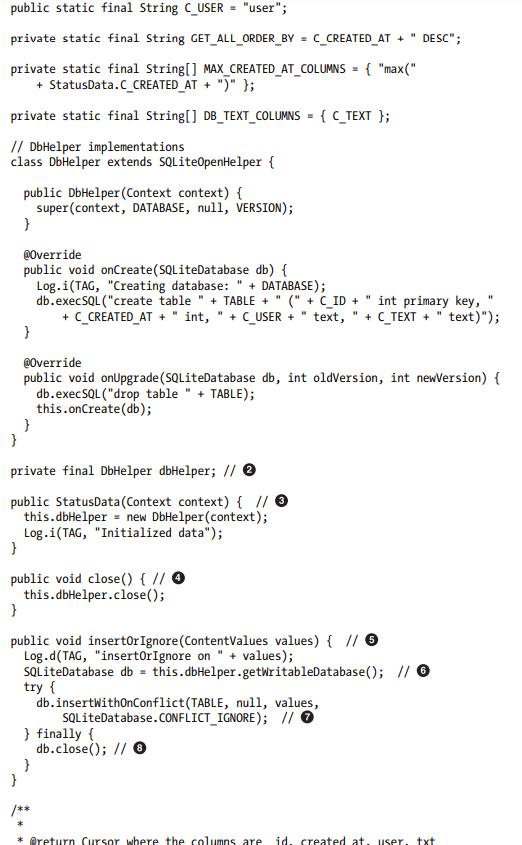 public static final String C_USER = "user";
private static final String GET_ALL_ORDER_BY = C_CREATED_AT + " DESC";
private static final String[] MAX_CREATED_AT_COLUMNS = { "max("
    + StatusData.C_CREATED_AT + ")" };
private static final String[] DB_TEXT_COLUMNS = { C_TEXT };
// DbHelper implementations
class DbHelper extends SQLiteOpenHelper {
  public DbHelper(Context context) {
    super(context, DATABASE, null, VERSION);
  }
  @Override
  public void onCreate(SQLiteDatabase db) {
    Log.i(TAG, "Creating database: " + DATABASE);
    db.execSQL("create table " + TABLE + " (" + C_ID + " int primary key, "
        + C_CREATED_AT + " int, " + C_USER + " text, " + C_TEXT + " text)");
  }
  @Override
  public void onUpgrade(SQLiteDatabase db, int oldVersion, int newVersion) {
    db.execSQL("drop table " + TABLE);
    this.onCreate(db);
  }
}
private final DbHelper dbHelper; // ❷
public StatusData(Context context) {  // ❸
  this.dbHelper = new DbHelper(context);
  Log.i(TAG, "Initialized data");
}
public void close() { // ❹
  this.dbHelper.close();
}
public void insertOrIgnore(ContentValues values) {  // ❺
  Log.d(TAG, "insertOrIgnore on " + values);
  SQLiteDatabase db = this.dbHelper.getWritableDatabase();  // ❻
  try {
    db.insertWithOnConflict(TABLE, null, values,
        SQLiteDatabase.CONFLICT_IGNORE);  // ❼
  } finally {
    db.close(); // ❽
  }
}
/**
 *
 * @return Cursor where the columns are _id, created_at, user, txt